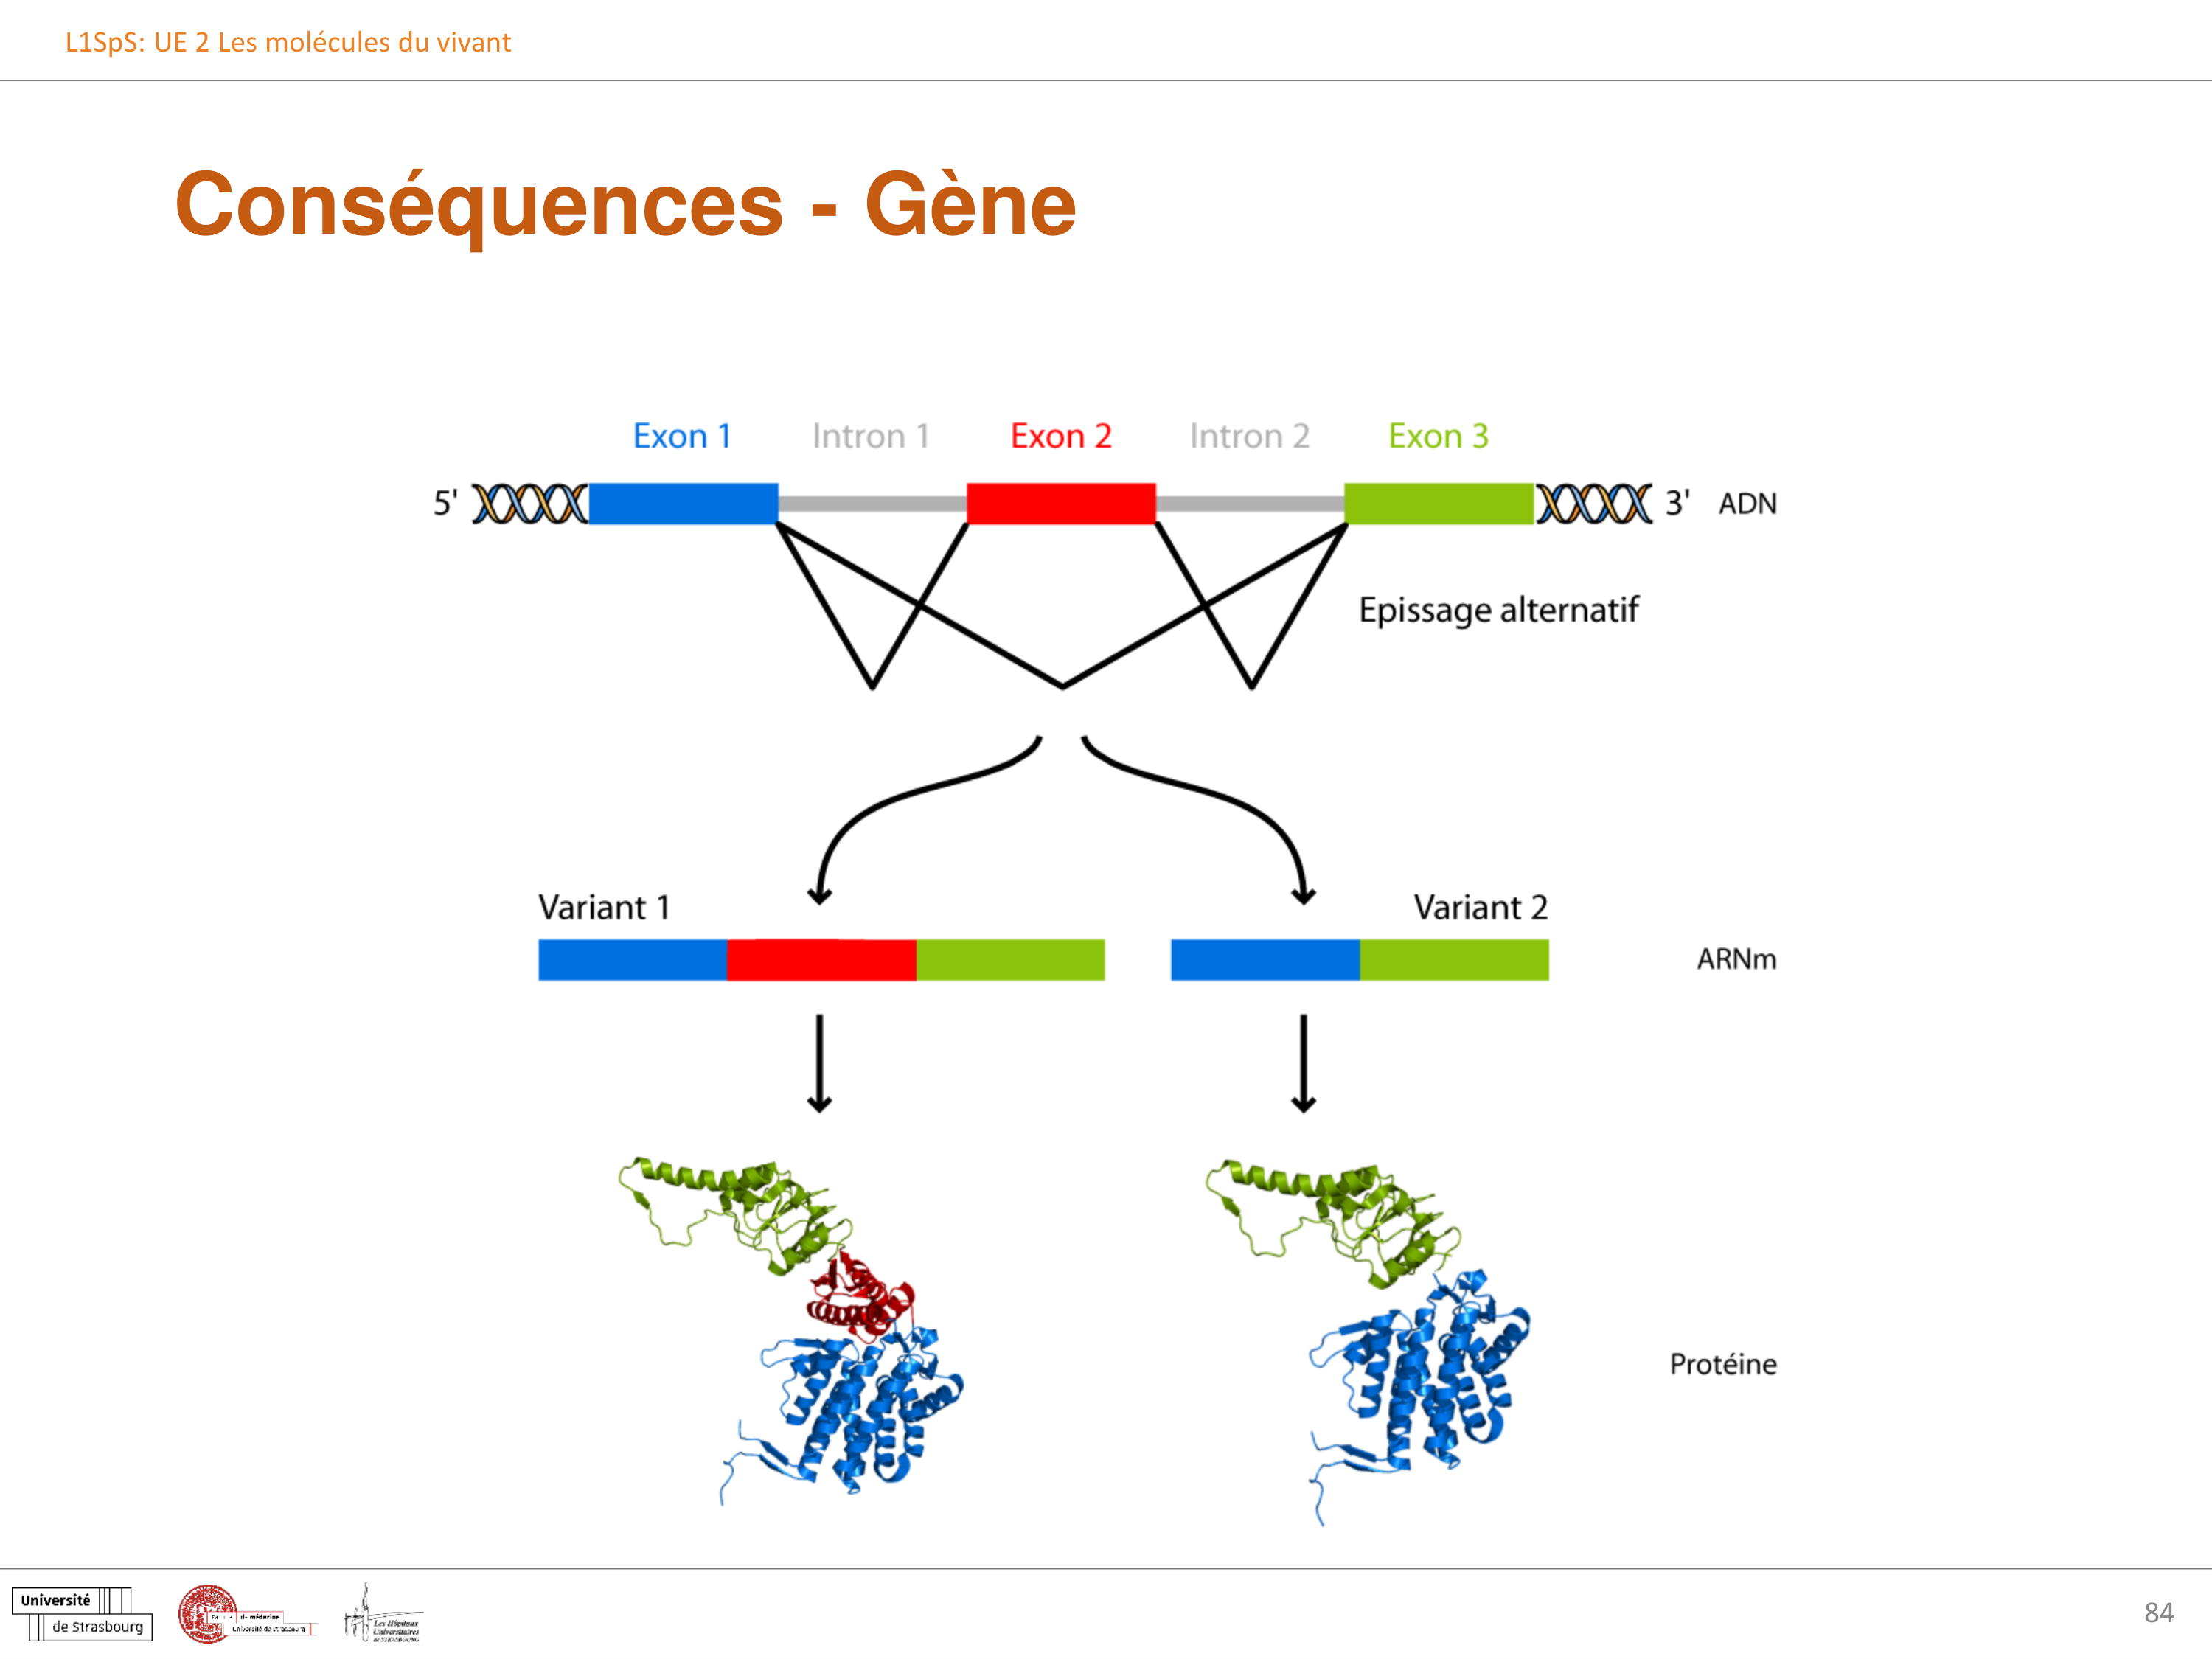 L1SpS: UE 2 Les molécules du vivant
Conséquences - Gène
Exon 1 Intron 1 Exon 2 Intron 2 Exon 3
5' 3' ADN
Epissage alternatif
Variant 1 Variant 2
ARNm
Protéine
Université
de Strasbourg
de médecine
Université de Strasbourg
Les Hôpitaux
Universitaires
de STRASBOURG
84